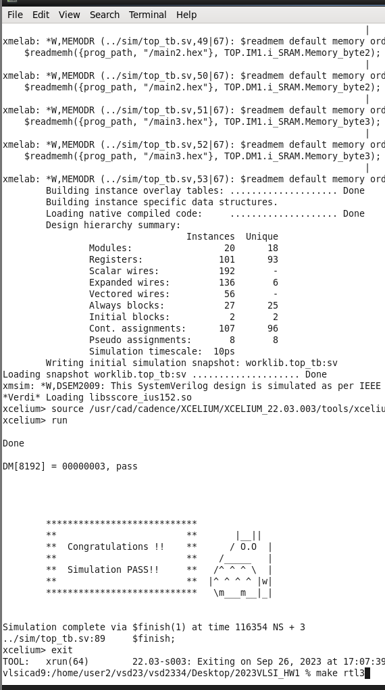 File Edit View Search Terminal Help
|
xmelab: *W,MEMODR (../sim/top_tb.sv,49|67): $readmem default memory ord
$readmemh({prog_path, "/main2.hex"}, TOP.IM1.i_SRAM.Memory_byte2);
|
xmelab: *W,MEMODR (../sim/top_tb.sv,50|67): $readmem default memory ord
$readmemh({prog_path, "/main2.hex"}, TOP.DM1.i_SRAM.Memory_byte2);
|
xmelab: *W,MEMODR (../sim/top_tb.sv,51|67): $readmem default memory ord
$readmemh({prog_path, "/main3.hex"}, TOP.IM1.i_SRAM.Memory_byte3);
|
xmelab: *W,MEMODR (../sim/top_tb.sv,52|67): $readmem default memory ord
$readmemh({prog_path, "/main3.hex"}, TOP.DM1.i_SRAM.Memory_byte3);
|
xmelab: *W,MEMODR (../sim/top_tb.sv,53|67): $readmem default memory ord
Building instance overlay tables: .................... Done
Building instance specific data structures.
Loading native compiled code: .................... Done
Design hierarchy summary:
Instances Unique
Modules: 20 18
Registers: 101 93
Scalar wires: 192 -
Expanded wires: 136 6
Vectored wires: 56 -
Always blocks: 27 25
Initial blocks: 2 2
Cont. assignments: 107 96
Pseudo assignments: 8 8
Simulation timescale: 10ps
Writing initial simulation snapshot: worklib.top_tb:sv
Loading snapshot worklib.top_tb:sv .................... Done
xmsim: *W,DSEM2009: This SystemVerilog design is simulated as per IEEE
*Verdi* Loading libsscore_ius152.so
xcelium> source /usr/cad/cadence/XCELIUM/XCELIUM_22.03.003/tools/xceliu
xcelium> run
Done
DM[8192] = 00000003, pass
****************************
** ** |__||
** Congratulations !! ** / O.O |
** ** /_____ |
** Simulation PASS!! ** /^ ^ ^ \ |
** ** |^ ^ ^ ^ |w|
**************************** \m___m__|_|
Simulation complete via $finish(1) at time 116354 NS + 3
../sim/top_tb.sv:89 $finish;
xcelium> exit
TOOL: xrun(64) 22.03-s003: Exiting on Sep 26, 2023 at 17:07:39
vlsicad9:/home/user2/vsd23/vsd2334/Desktop/2023VLSI_HW1 % make rtl3